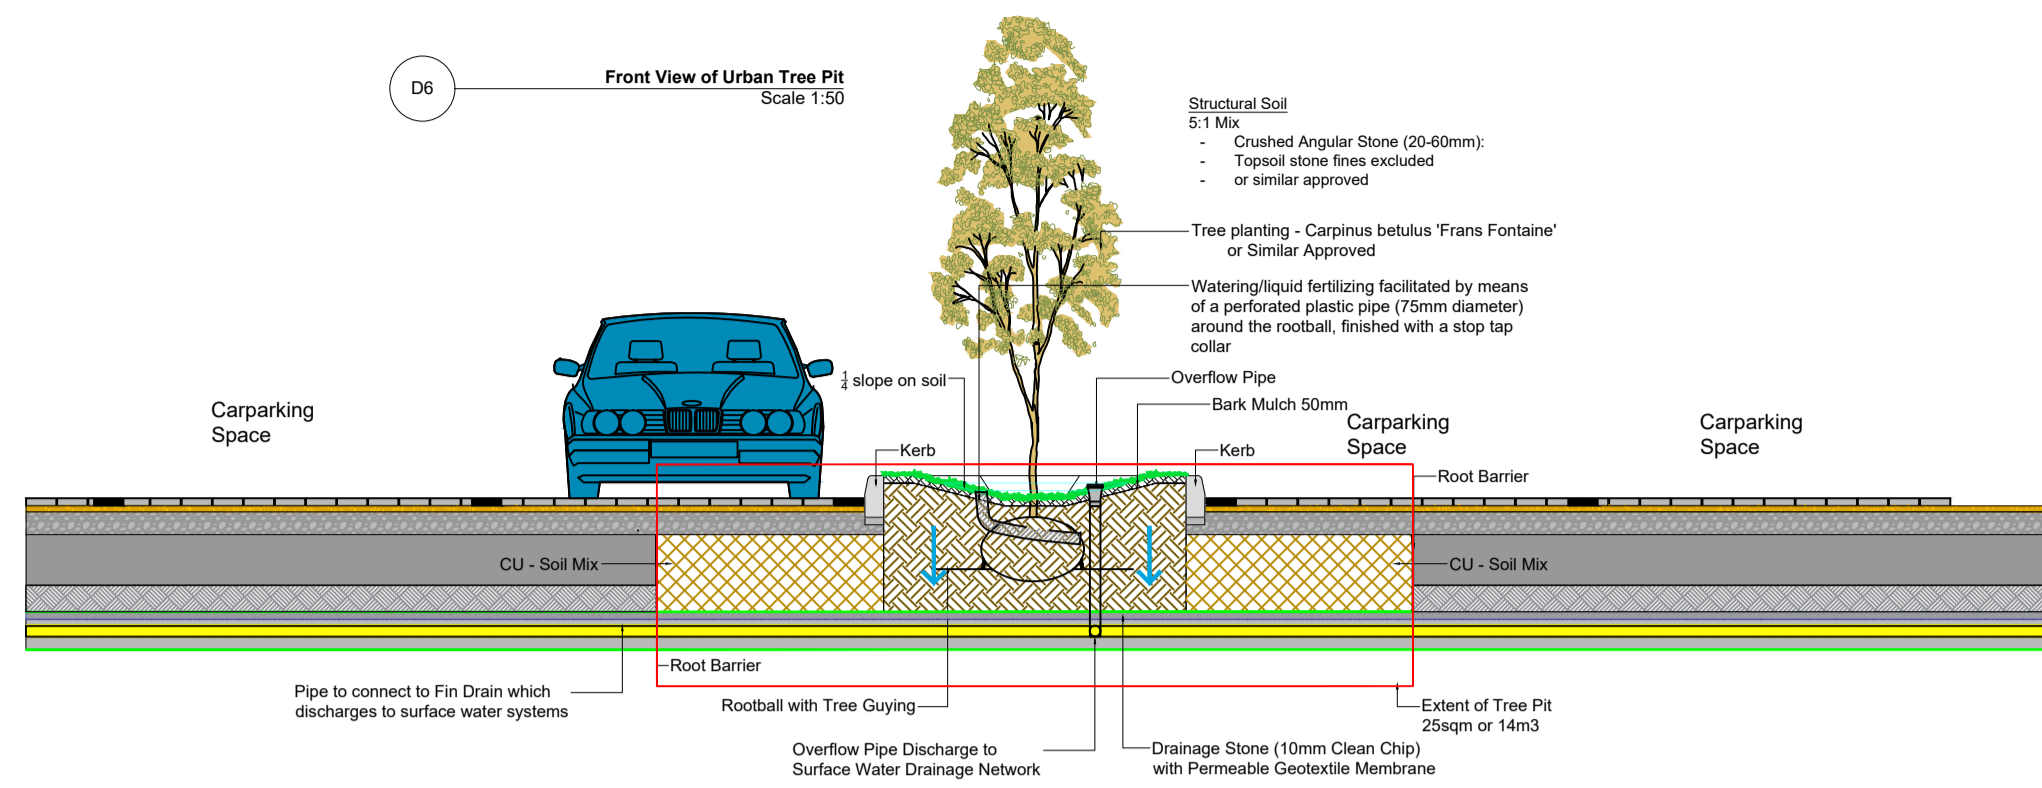 D6
Front View of Urban Tree Pit
Scale 1:50
Structural Soil
5:1 Mix
- Crushed Angular Stone (20-60mm):
- Topsoil stone fines excluded
- or similar approved
Tree planting - Carpinus betulus 'Frans Fontaine'
or Similar Approved
Watering/liquid fertilizing facilitated by means
of a perforated plastic pipe (75mm diameter)
around the rootball, finished with a stop tap
collar
1/4 slope on soil
Overflow Pipe
Bark Mulch 50mm
Carparking
Space
Carparking
Space
Carparking
Space
Kerb
Kerb
Root Barrier
CU - Soil Mix
CU - Soil Mix
Root Barrier
Pipe to connect to Fin Drain which
discharges to surface water systems
Rootball with Tree Guying
Extent of Tree Pit
25sqm or 14m3
Overflow Pipe Discharge to
Surface Water Drainage Network
Drainage Stone (10mm Clean Chip)
with Permeable Geotextile Membrane